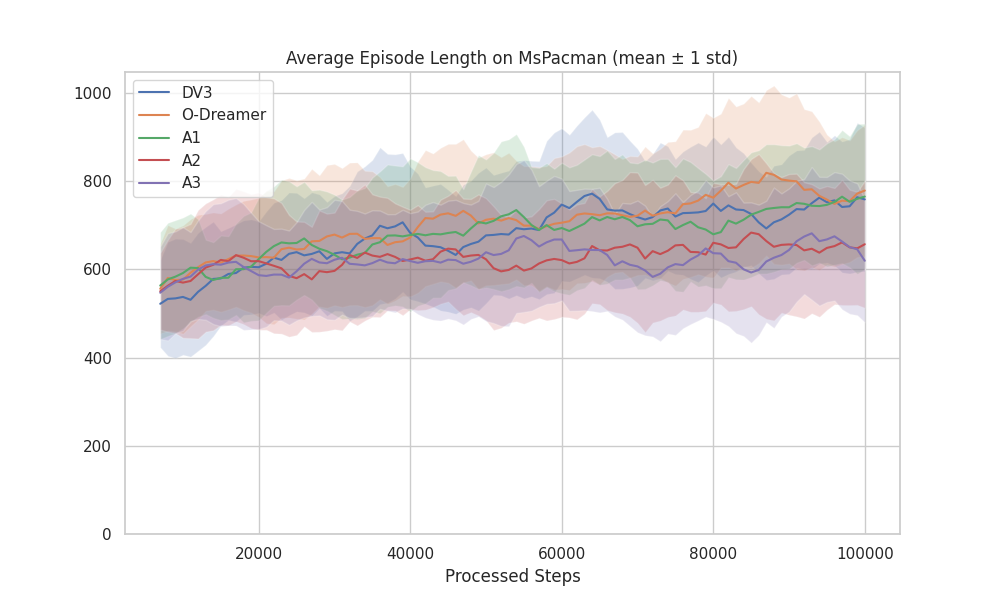 Average Episode Length on MsPacman (mean ± 1 std)
1000
800
600
400
200
0
DV3
O-Dreamer
A1
A2
A3
20000 40000 60000 80000 100000
Processed Steps